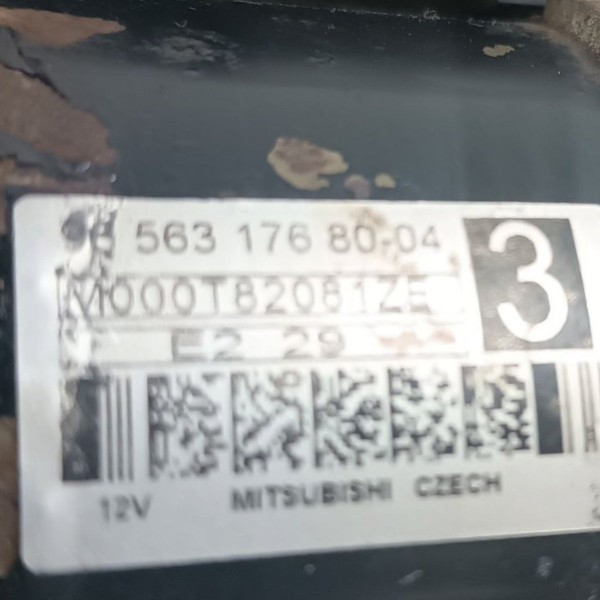 563 176 80-04
3
M000T82081ZE
E2 29
12V MITSUBISHI CZECH